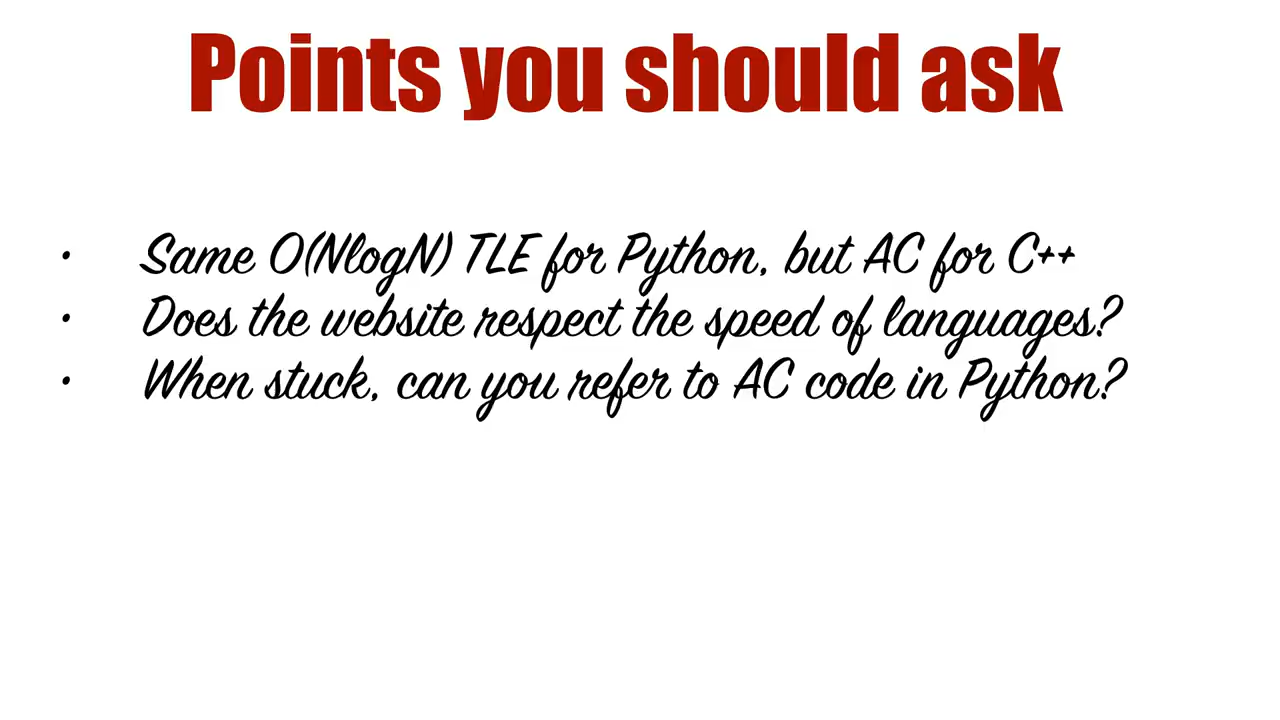 Points you should ask
• Same O(NlogN) TLE for Python, but AC for C++
• Does the website respect the speed of languages?
• When stuck, can you refer to AC code in Python?